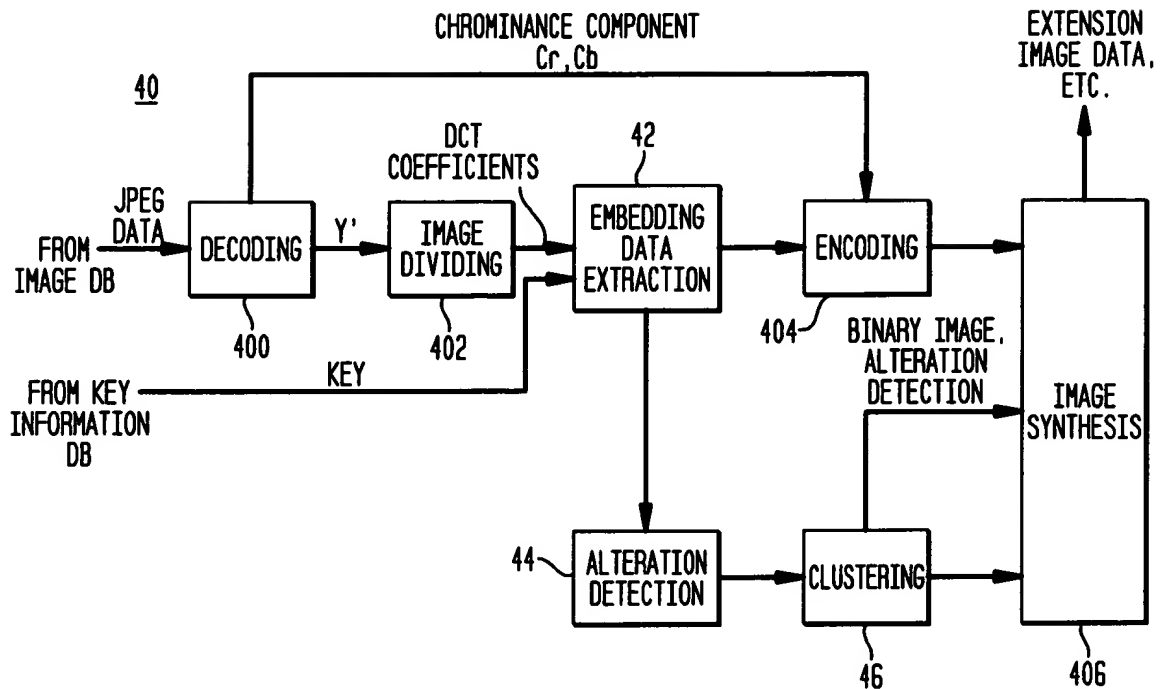 CHROMINANCE COMPONENT
Cr,Cb
EXTENSION
IMAGE DATA,
ETC.
40
DCT
COEFFICIENTS
42
JPEG
DATA
FROM
IMAGE DB
DECODING
Y'
IMAGE
DIVIDING
EMBEDDING
DATA
EXTRACTION
ENCODING
400
402
404
BINARY IMAGE,
ALTERATION
DETECTION
KEY
FROM KEY
INFORMATION
DB
IMAGE
SYNTHESIS
44
ALTERATION
DETECTION
CLUSTERING
46
406